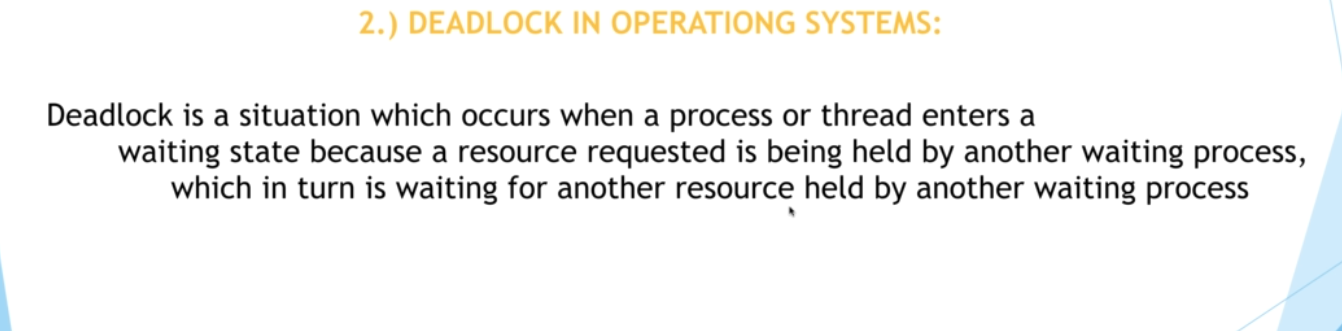 2.) DEADLOCK IN OPERATIONG SYSTEMS:
Deadlock is a situation which occurs when a process or thread enters a
waiting state because a resource requested is being held by another waiting process,
which in turn is waiting for another resource held by another waiting process